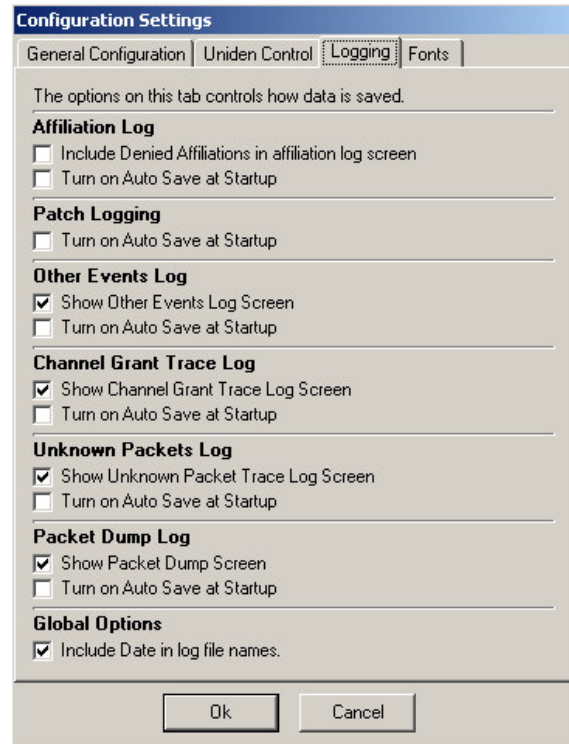 Configuration Settings
General Configuration Uniden Control Logging Fonts
The options on this tab controls how data is saved.
Affiliation Log
Include Denied Affiliations in affiliation log screen
Turn on Auto Save at Startup
Patch Logging
Turn on Auto Save at Startup
Other Events Log
Show Other Events Log Screen
Turn on Auto Save at Startup
Channel Grant Trace Log
Show Channel Grant Trace Log Screen
Turn on Auto Save at Startup
Unknown Packets Log
Show Unknown Packet Trace Log Screen
Turn on Auto Save at Startup
Packet Dump Log
Show Packet Dump Screen
Turn on Auto Save at Startup
Global Options
Include Date in log file names.
Ok Cancel